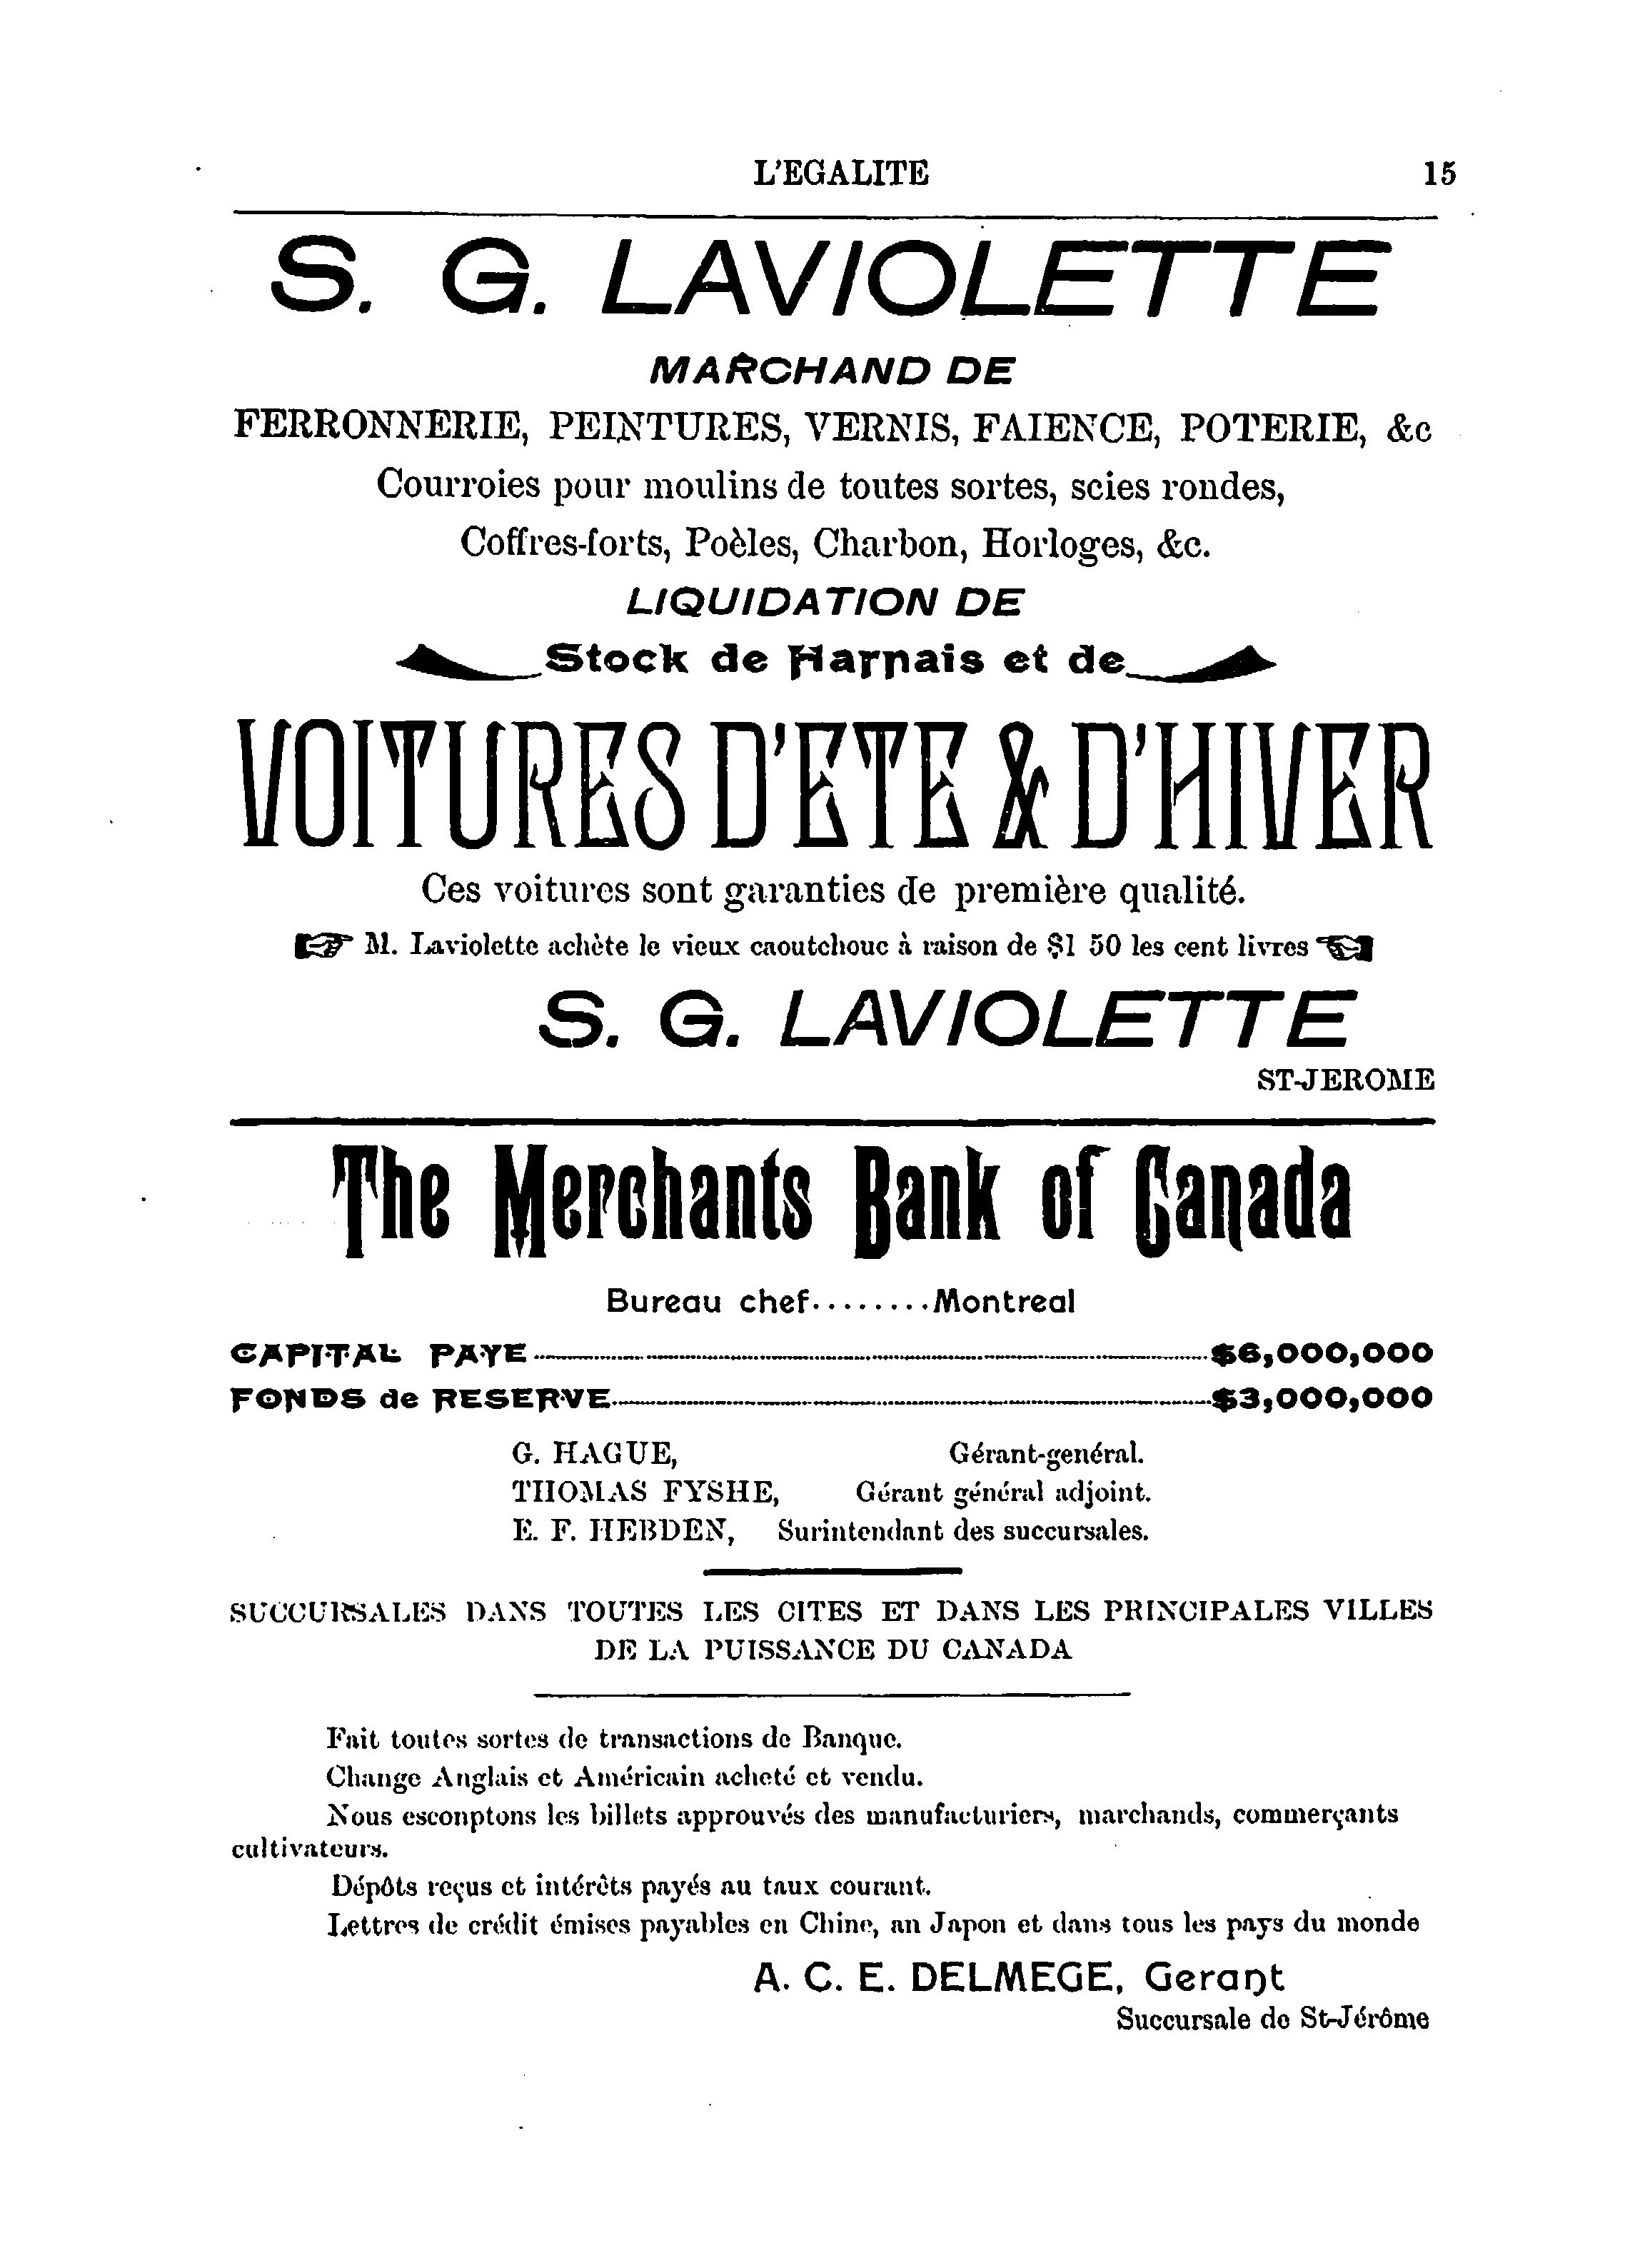 L'EGALITE 15
S. G. LAVIOLETTE
MARCHAND DE
FERRONNERIE, PEINTURES, VERNIS, FAIENCE, POTERIE, &c
Courroies pour moulins de toutes sortes, scies rondes,
Coffres-forts, Poèles, Charbon, Horloges, &c.
LIQUIDATION DE
Stock de Harnais et de
VOITURES D'ETE & D'HIVER
Ces voitures sont garanties de première qualité.
☞ M. Laviolette achète le vieux caoutchouc à raison de $1 50 les cent livres ☜
S. G. LAVIOLETTE
ST-JEROME
The Merchants Bank of Canada
Bureau chef........Montreal
CAPITAL PAYE $6,000,000
FONDS de RESERVE $3,000,000
G. HAGUE, Gérant-genéral.
THOMAS FYSHE, Gérant général adjoint.
E. F. HEBDEN, Surintendant des succursales.
SUCCURSALES DANS TOUTES LES CITES ET DANS LES PRINCIPALES VILLES
DE LA PUISSANCE DU CANADA
Fait toutes sortes de transactions de Banque.
Change Anglais et Américain acheté et vendu.
Nous esconptons les billets approuvés des manufacturiers, marchands, commerçants
cultivateurs.
Dépôts reçus et intérêts payés au taux courant.
Lettres de crédit émises payables en Chine, an Japon et dans tous les pays du monde
A. C. E. DELMEGE, Gerant
Succursale de St-Jérôme